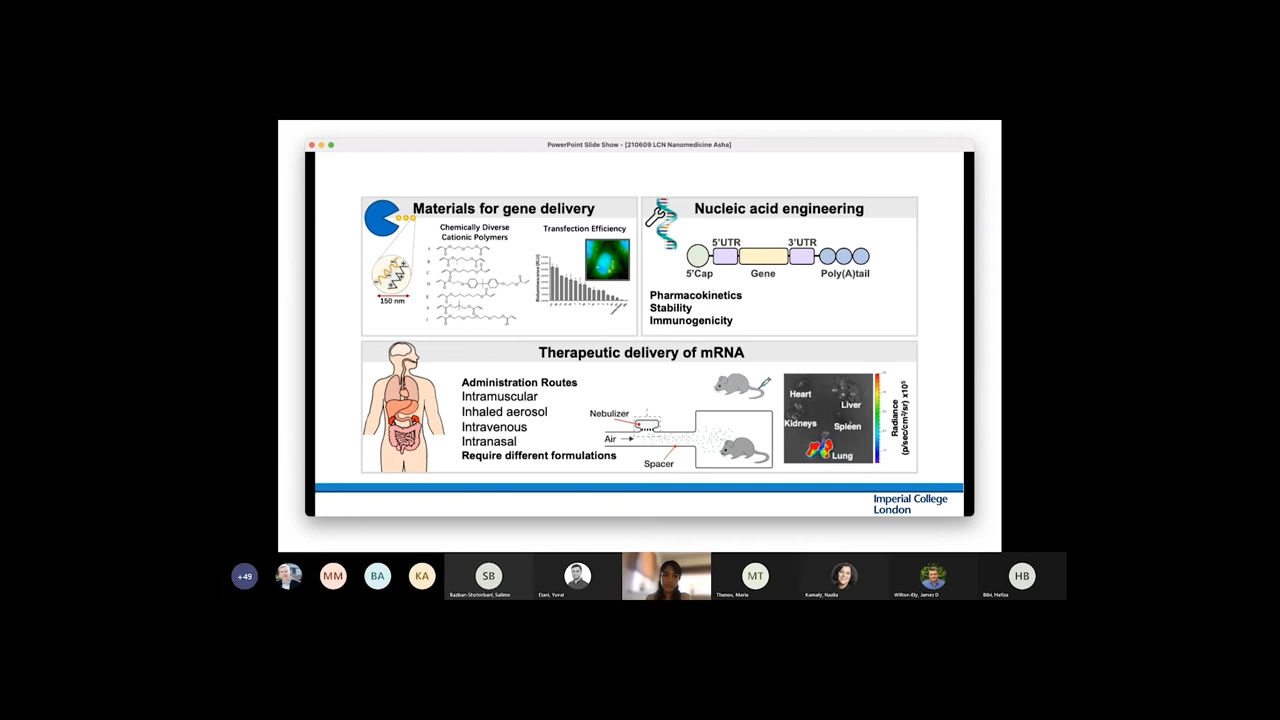 PowerPoint Slide Show - [210609 LCN Nanomedicine Asha]
Materials for gene delivery
Chemically Diverse
Cationic Polymers
Transfection Efficiency
150 nm
Nucleic acid engineering
5'UTR
3'UTR
5'Cap
Gene
Poly(A)tail
Pharmacokinetics
Stability
Immunogenicity
Therapeutic delivery of mRNA
Administration Routes
Intramuscular
Inhaled aerosol
Intravenous
Intranasal
Require different formulations
Nebulizer
Air
Spacer
Heart
Liver
Kidneys
Spleen
Lung
Radiance
(p/sec/cm²/sr) x10⁵
Imperial College
London
+49
MM
BA
KA
SB
MT
HB
Bazban-Shotorbani, Salime
Elani, Yuval
Thanou, Maria
Kamaly, Nazila
Wilton-Ely, James D
Bibi, Hafiza